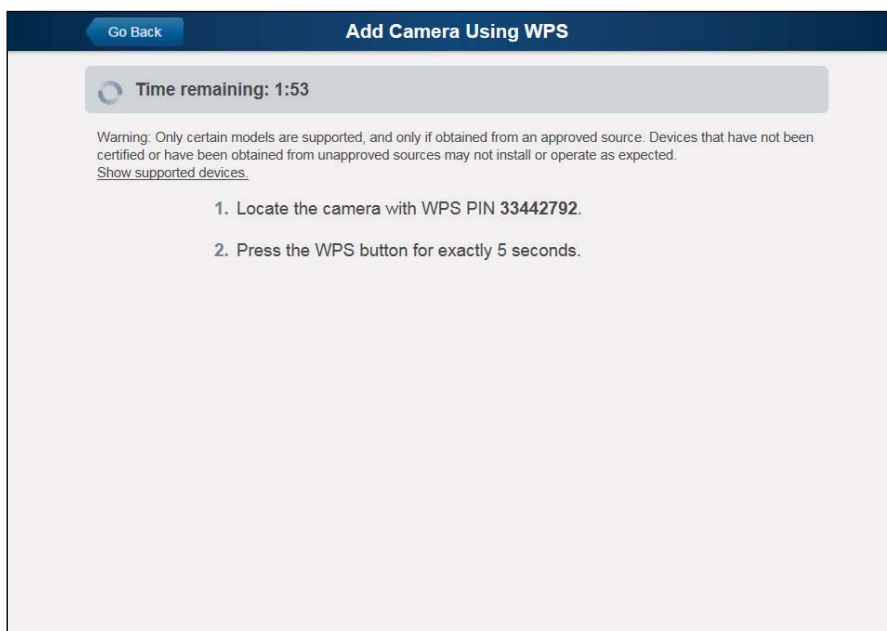 Go Back
Add Camera Using WPS
Time remaining: 1:53
Warning: Only certain models are supported, and only if obtained from an approved source. Devices that have not been
certified or have been obtained from unapproved sources may not install or operate as expected.
Show supported devices.
1. Locate the camera with WPS PIN 33442792.
2. Press the WPS button for exactly 5 seconds.